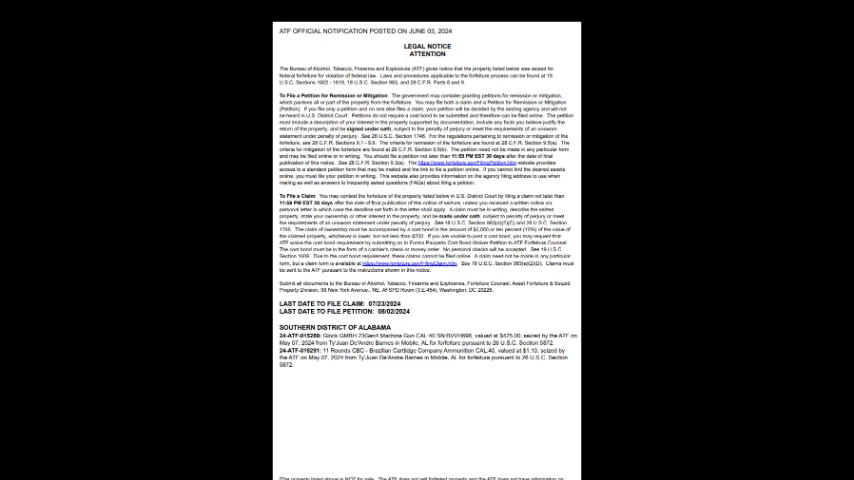 ATF OFFICIAL NOTIFICATION POSTED ON JUNE 03, 2024
LEGAL NOTICE
ATTENTION
The Bureau of Alcohol, Tobacco, Firearms and Explosives (ATF) gives notice that the property listed below was seized for
federal forfeiture for violation of federal law. Laws and procedures applicable to the forfeiture process can be found at 19
U.S.C. Sections 1602 - 1619, 18 U.S.C. Section 983, and 28 C.F.R. Parts 8 and 9.
To File a Petition for Remission or Mitigation: The government may consider granting petitions for remission or mitigation,
which pardons all or part of the property from the forfeiture. You may file both a claim and a Petition for Remission or Mitigation
(Petition). If you file only a petition and no one else files a claim, your petition will be decided by the seizing agency and will not
be heard in U.S. District Court. Petitions do not require a cost bond to be submitted and therefore can be filed online. The petition
must include a description of your interest in the property supported by documentation, include any facts you believe justify the
return of the property, and be signed under oath, subject to the penalty of perjury or meet the requirements of an unsworn
statement under penalty of perjury. See 28 U.S.C. Section 1746. For the regulations pertaining to remission or mitigation of the
forfeiture, see 28 C.F.R. Sections 9.1 - 9.9. The criteria for remission of the forfeiture are found at 28 C.F.R. Section 9.5(a). The
criteria for mitigation of the forfeiture are found at 28 C.F.R. Section 9.5(b). The petition need not be made in any particular form
and may be filed online or in writing. You should file a petition not later than 11:59 PM EST 30 days after the date of final
publication of this notice. See 28 C.F.R. Section 9.3(a). The https://www.forfeiture.gov/FilingPetition.htm website provides
access to a standard petition form that may be mailed and the link to file a petition online. If you cannot find the desired assets
online, you must file your petition in writing. This website also provides information on the agency filing address to use when
mailing as well as answers to frequently asked questions (FAQs) about filing a petition.
To File a Claim: You may contest the forfeiture of the property listed below in U.S. District Court by filing a claim not later than
11:59 PM EST 35 days after the date of final publication of this notice of seizure, unless you received a written notice via
personal letter in which case the deadline set forth in the letter shall apply. A claim must be in writing, describe the seized
property, state your ownership or other interest in the property, and be made under oath, subject to penalty of perjury or meet
the requirements of an unsworn statement under penalty of perjury. See 18 U.S.C. Section 983(a)(2)(C) and 28 U.S.C. Section
1746. The claim of ownership must be accompanied by a cost bond in the amount of $5,000 or ten percent (10%) of the value of
the claimed property, whichever is lower, but not less than $250. If you are unable to post a cost bond, you may request that
ATF waive the cost bond requirement by submitting an In Forma Pauperis Cost Bond Waiver Petition to ATF Forfeiture Counsel.
The cost bond must be in the form of a cashier's check or money order. No personal checks will be accepted. See 19 U.S.C.
Section 1608. Due to the cost bond requirement, these claims cannot be filed online. A claim need not be made in any particular
form, but a claim form is available at https://www.forfeiture.gov/FilingClaim.htm. See 18 U.S.C. Section 983(a)(2)(D). Claims must
be sent to the ATF pursuant to the instructions shown in this notice.
Submit all documents to the Bureau of Alcohol, Tobacco, Firearms and Explosives, Forfeiture Counsel, Asset Forfeiture & Seized
Property Division, 99 New York Avenue., NE, AFSPD Room (3.E.454), Washington, DC 20226.
LAST DATE TO FILE CLAIM: 07/23/2024
LAST DATE TO FILE PETITION: 08/02/2024
SOUTHERN DISTRICT OF ALABAMA
24-ATF-015289: Glock GMBH 23Gen4 Machine Gun CAL:40 valued at $425.00, seized by the ATF on
May 07, 2024 from Ty'Juan De'Andre Barnes in Mobile, AL for forfeiture pursuant to 26 U.S.C. Section 5872.
24-ATF-015291: 11 Rounds CBC - Brazilian Cartridge Company Ammunition CAL:40, valued at $1.10, seized by
the ATF on May 07, 2024 from Ty'Juan De'Andre Barnes in Mobile, AL for forfeiture pursuant to 26 U.S.C. Section
5872.